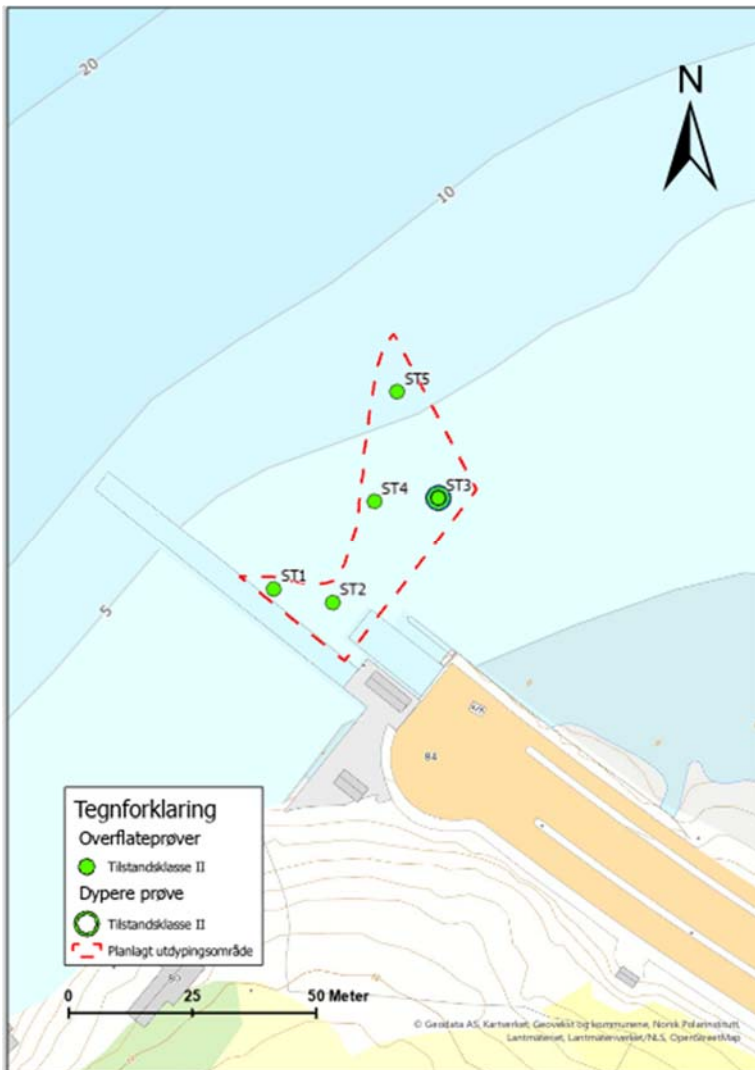 20
N
10
ST5
ST4
ST3
ST1
ST2
5
84
Tegnforklaring
Overflateprøver
Tilstandsklasse II
Dypere prøve
Tilstandsklasse II
Planlagt utdypingsområde
0 25 50 Meter
© Geodata AS, Kartverket, Geovekst og kommunene, Norsk Polarinstitutt,
Lantmäteriet, Lantmäteriverket/NLS, OpenStreetMap